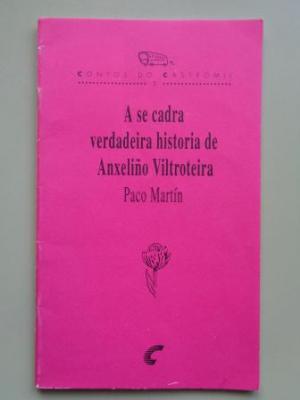 CONTOS DO CASTROMIL
A se cadra
verdadeira historia de
Anxeliño Viltroteira
Paco Martín